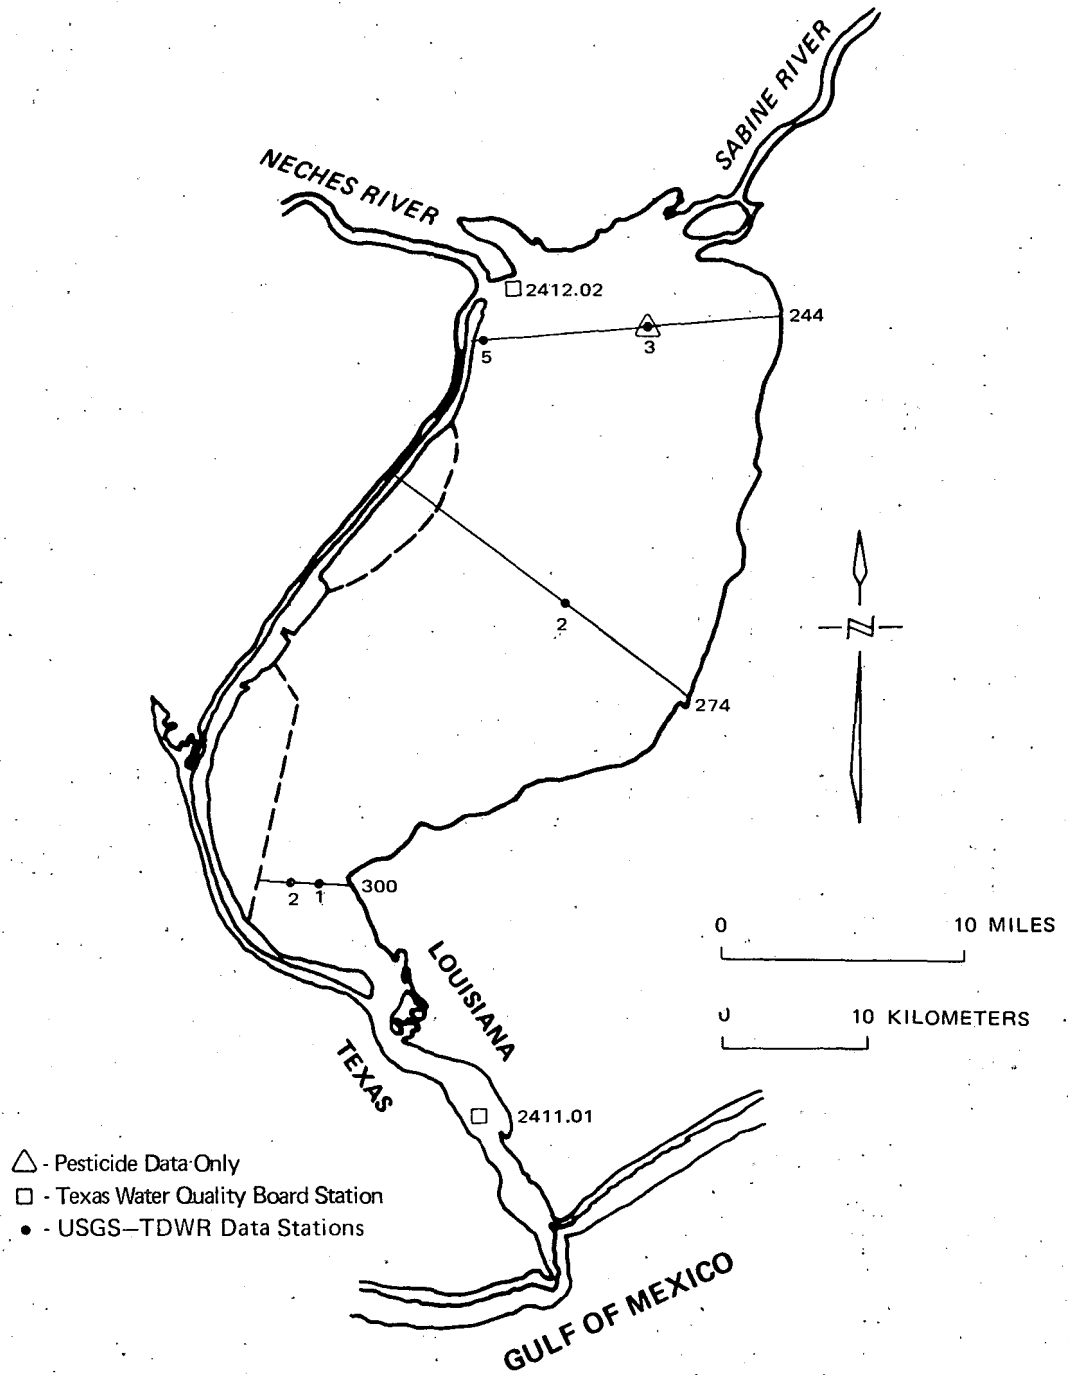 SABINE RIVER
NECHES RIVER
2412.02
244
5
3
2
N
274
300
2
1
0
10 MILES
LOUISIANA
0
10 KILOMETERS
TEXAS
2411.01
- Pesticide Data Only
- Texas Water Quality Board Station
- USGS—TDWR Data Stations
GULF OF MEXICO